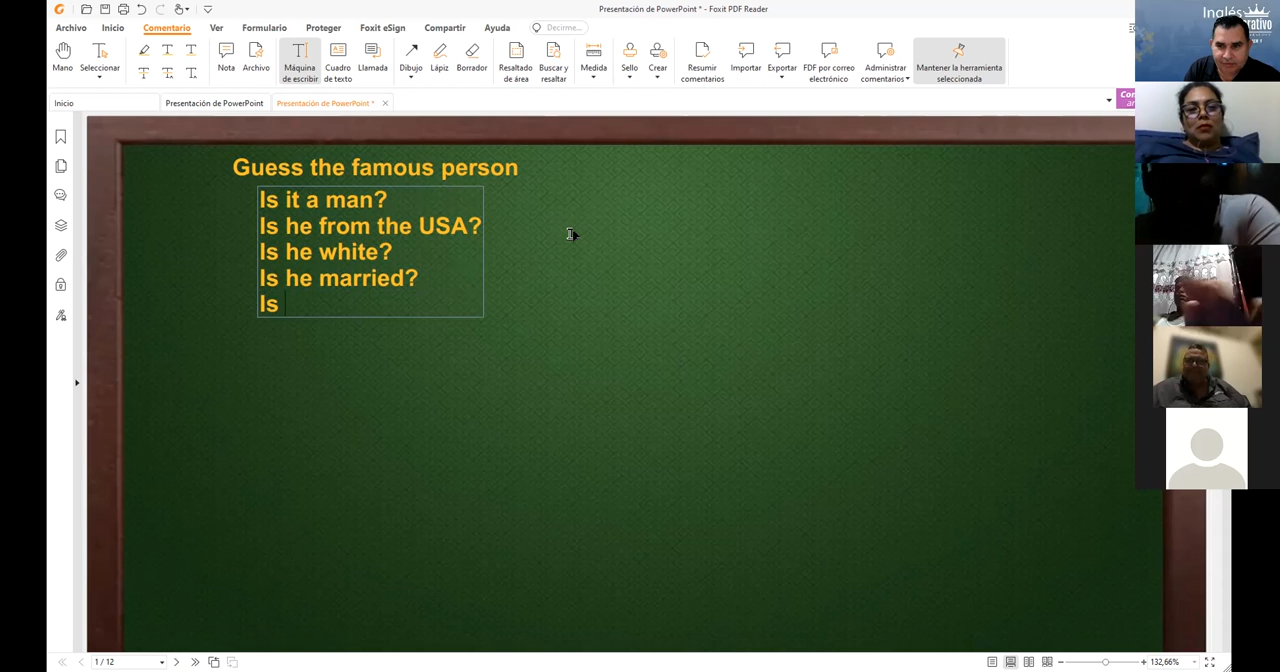 Presentación de PowerPoint * - Foxit PDF Reader
Archivo Inicio Comentario Ver Formulario Proteger Foxit eSign Compartir Ayuda Decirme...
Mano Seleccionar Nota Archivo Máquina de escribir Cuadro de texto Llamada Dibujo Lápiz Borrador Resaltado de área Buscar y resaltar Medida Sello Crear Resumir comentarios Importar Exportar FDF por correo electrónico Administrar comentarios Mantener la herramienta seleccionada
Inicio Presentación de PowerPoint Presentación de PowerPoint *
Inglés
Guess the famous person
Is it a man?
Is he from the USA?
Is he white?
Is he married?
Is
1 / 12 132,66%